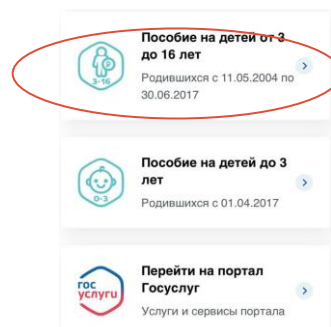 Пособие на детей от 3
до 16 лет
Родившихся с 11.05.2004 по
30.06.2017
3-16
Пособие на детей до 3
лет
Родившихся с 01.04.2017
0-3
Перейти на портал
Госуслуг
Услуги и сервисы портала
гос
услуги